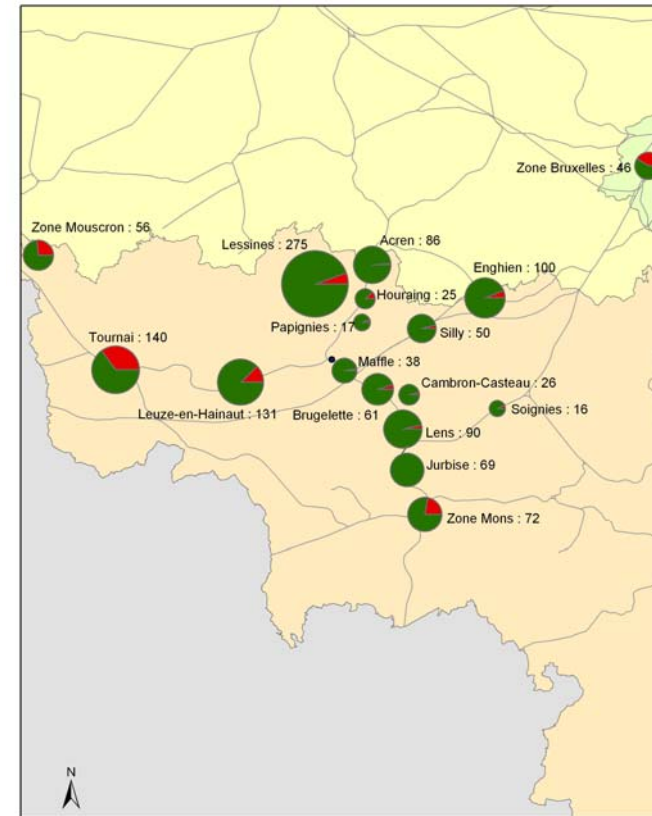 Zone Bruxelles : 46
Zone Mouscron : 56
Lessines : 275
Acren : 86
Enghien : 100
Houraing : 25
Papignies : 17
Silly : 50
Tournai : 140
Maffle : 38
Cambron-Casteau : 26
Leuze-en-Hainaut : 131
Brugelette : 61
Soignies : 16
Lens : 90
Jurbise : 69
Zone Mons : 72
N